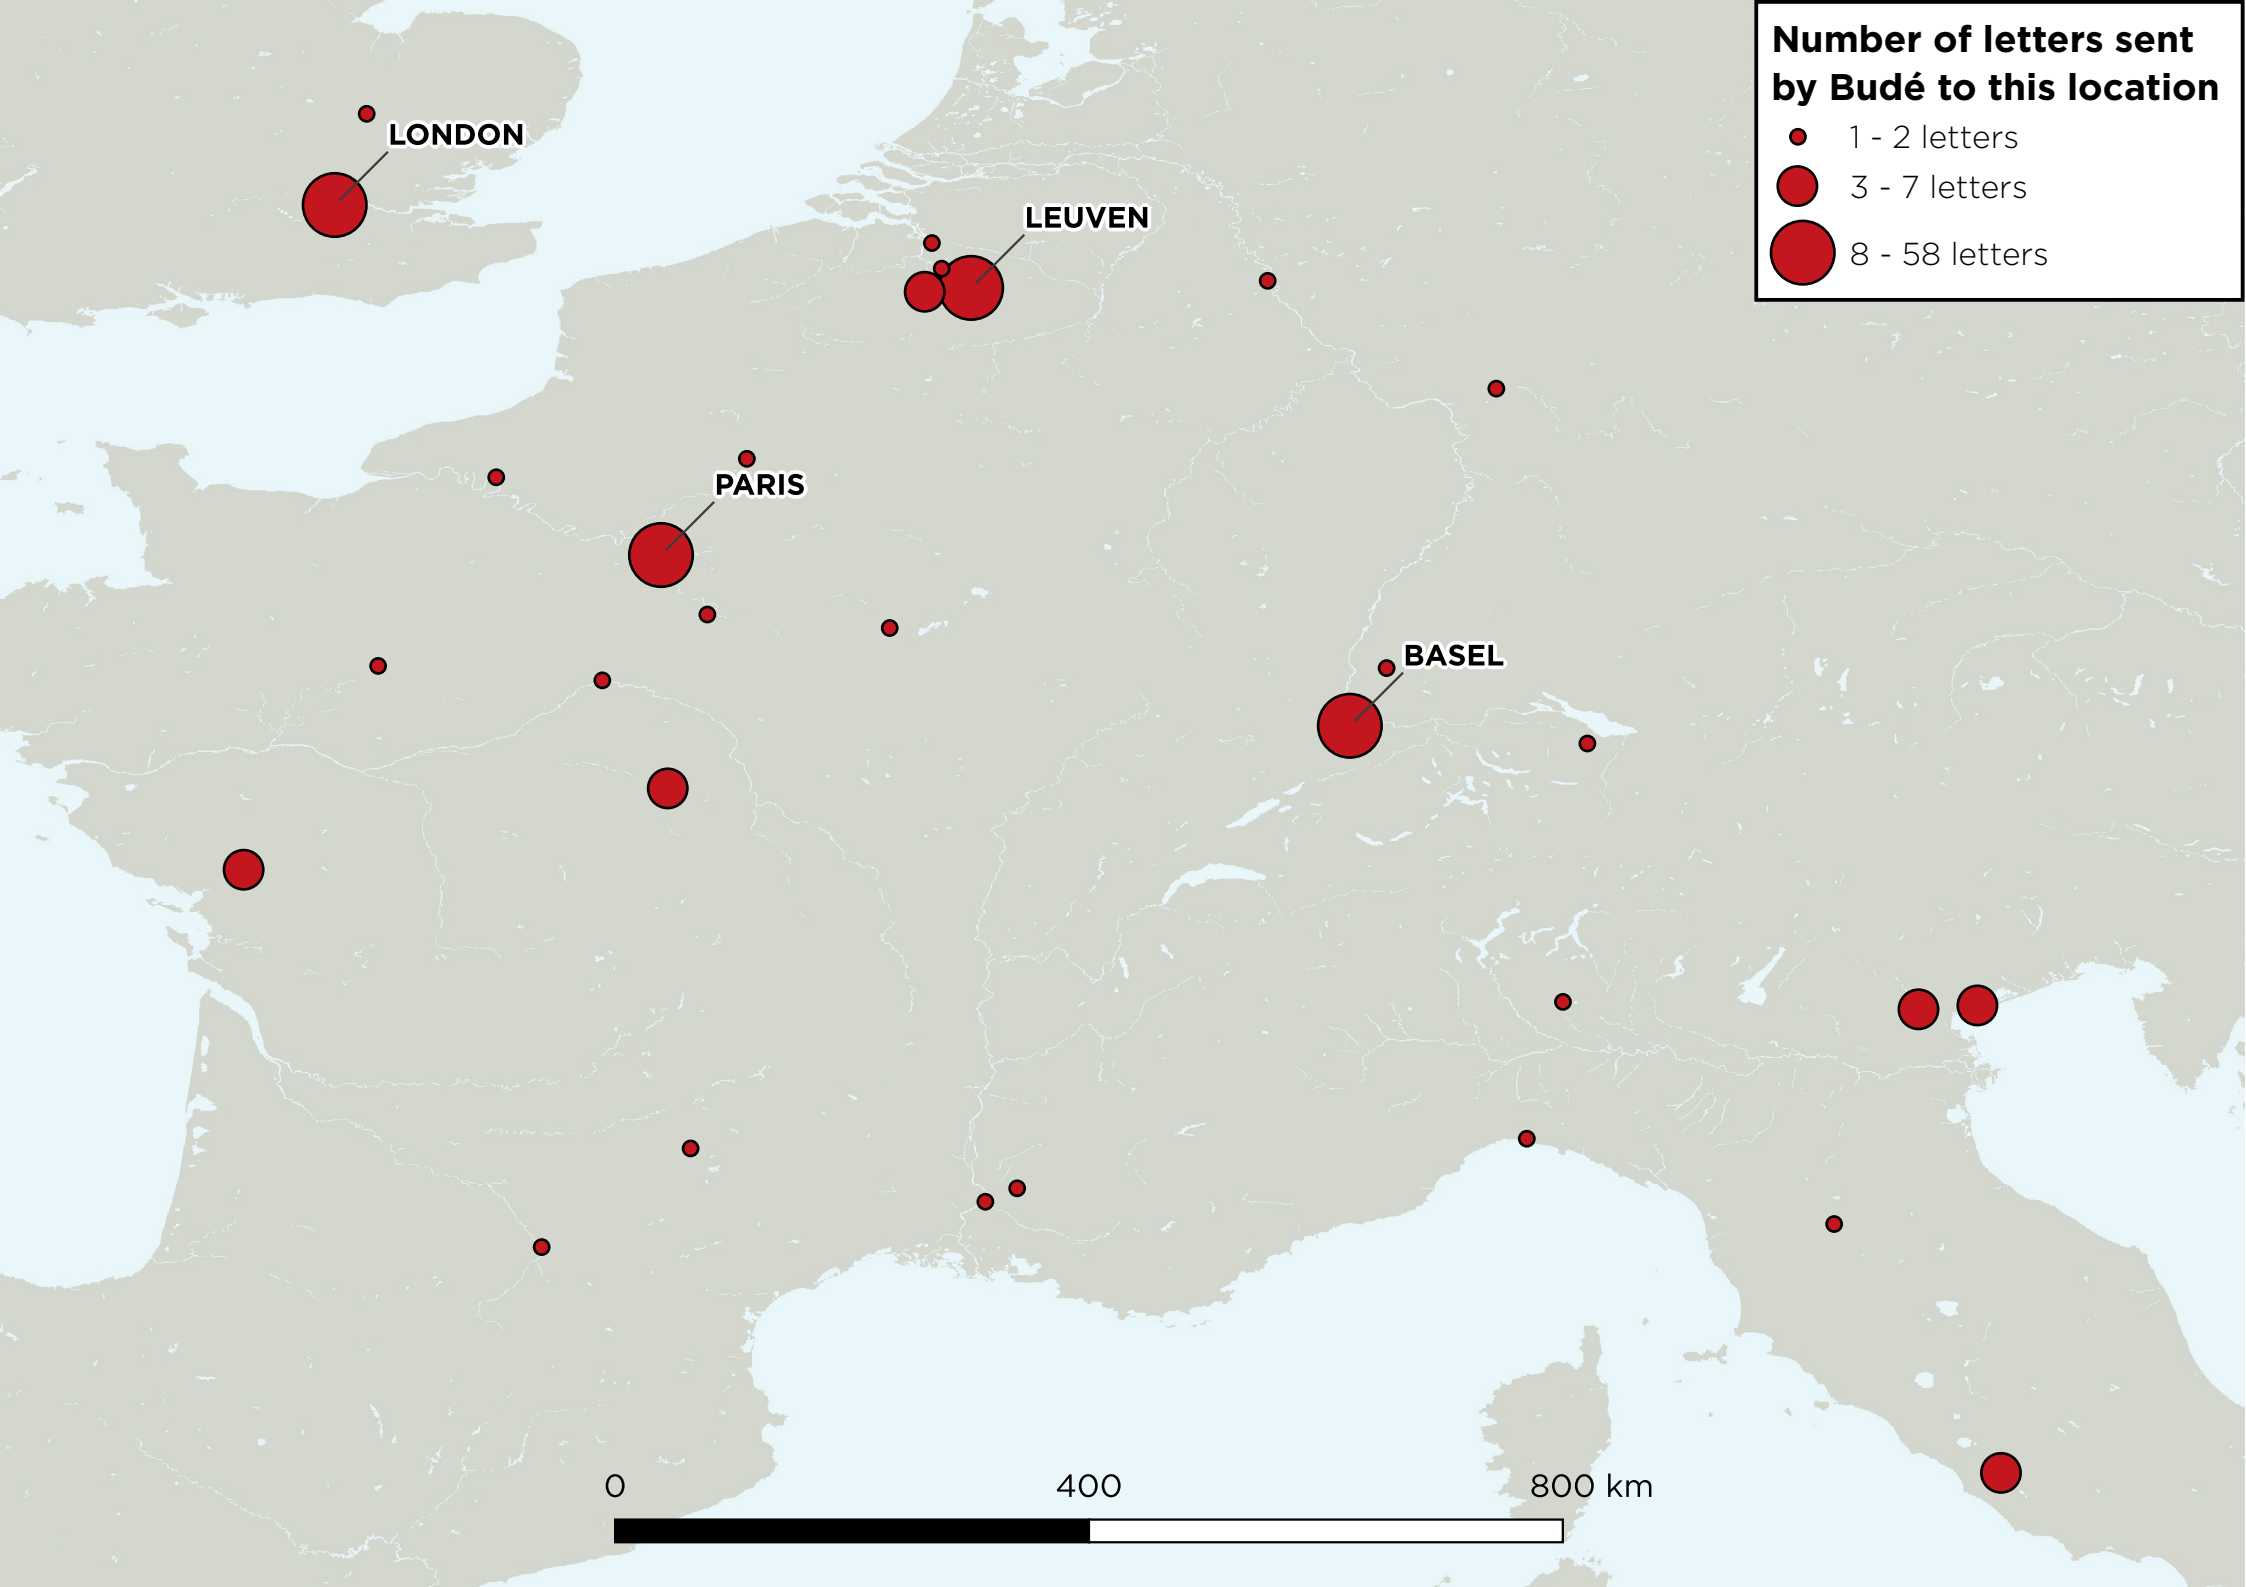 Number of letters sent
by Budé to this location
1 - 2 letters
3 - 7 letters
8 - 58 letters
LONDON
LEUVEN
PARIS
BASEL
0 400 800 km